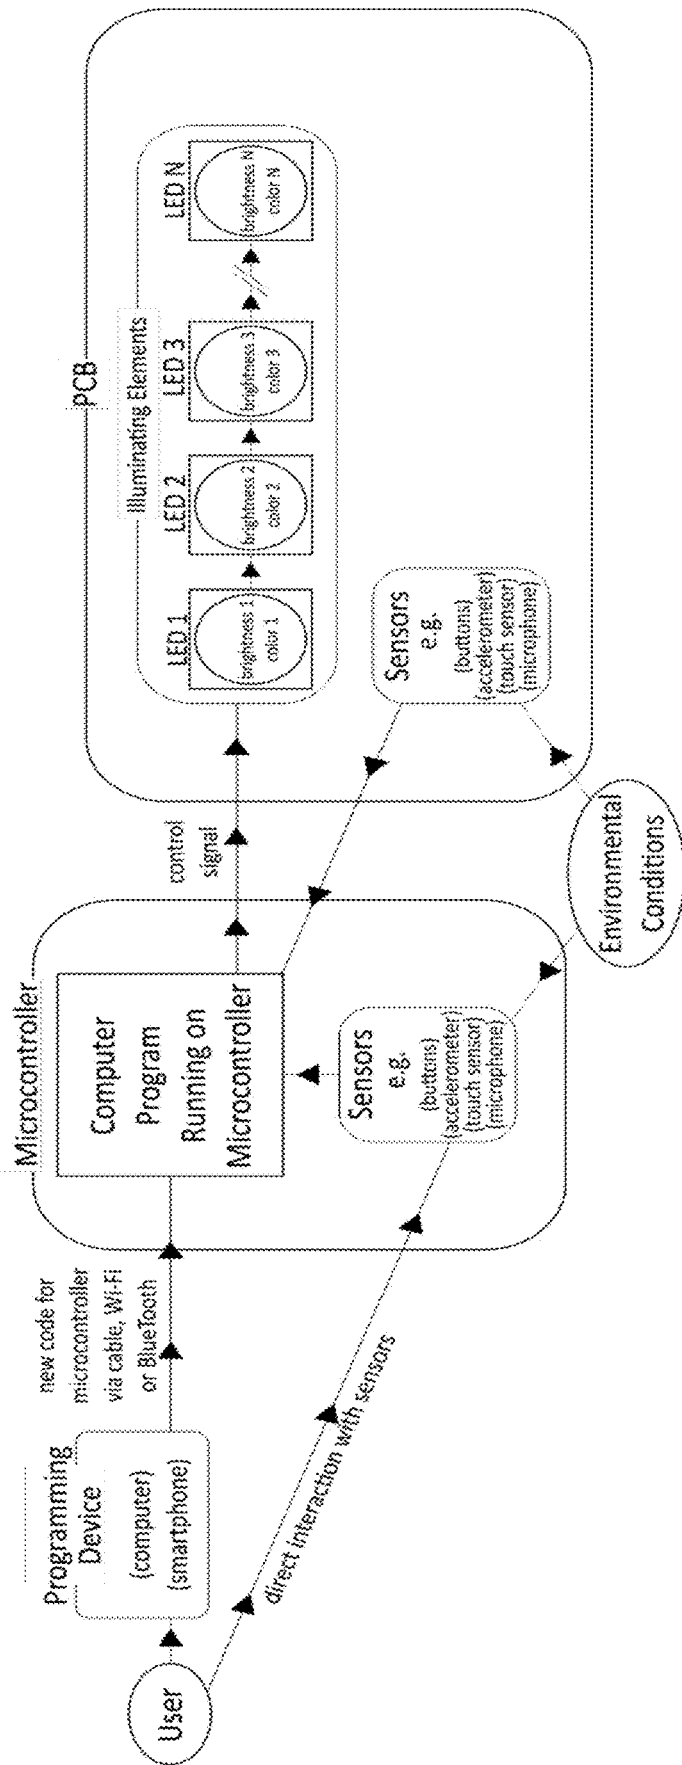 User
Programming
Device
(computer)
(smartphone)
new code for
microcontroller
via cable, Wi-Fi
or BlueTooth
direct interaction with sensors
Microcontroller
Computer
Program
Running on
Microcontroller
Sensors
e.g.
(buttons)
(accelerometer)
(touch sensor)
(microphone)
Environmental
Conditions
control
signal
PCB
Illuminating Elements
LED 1
brightness 1
color 1
LED 2
brightness 2
color 2
LED 3
brightness 3
color 3
LED N
brightness N
color N
Sensors
e.g.
(buttons)
(accelerometer)
(touch sensor)
(microphone)